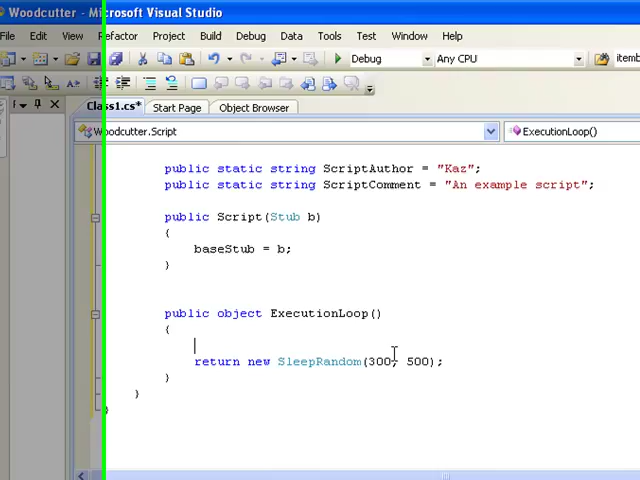 Woodcutter - Microsoft Visual Studio
File Edit View Refactor Project Build Debug Data Tools Test Window Help
Debug Any CPU itemb
Class1.cs* Start Page Object Browser
Woodcutter.Script ExecutionLoop()
public static string ScriptAuthor = "Kaz";
public static string ScriptComment = "An example script";
public Script(Stub b)
{
baseStub = b;
}
public object ExecutionLoop()
{
return new SleepRandom(300, 500);
}
}
}